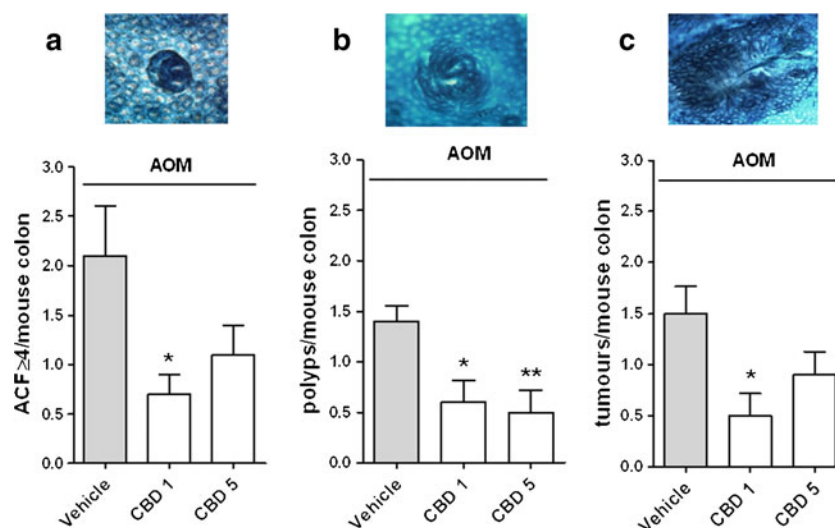 a
AOM
ACF≥4/mouse colon
3.0
2.5
2.0
1.5
1.0
0.5
0.0
*
Vehicle
CBD 1
CBD 5
b
AOM
polyps/mouse colon
3.0
2.5
2.0
1.5
1.0
0.5
0.0
*
**
Vehicle
CBD 1
CBD 5
c
AOM
tumours/mouse colon
3.0
2.5
2.0
1.5
1.0
0.5
0.0
*
Vehicle
CBD 1
CBD 5